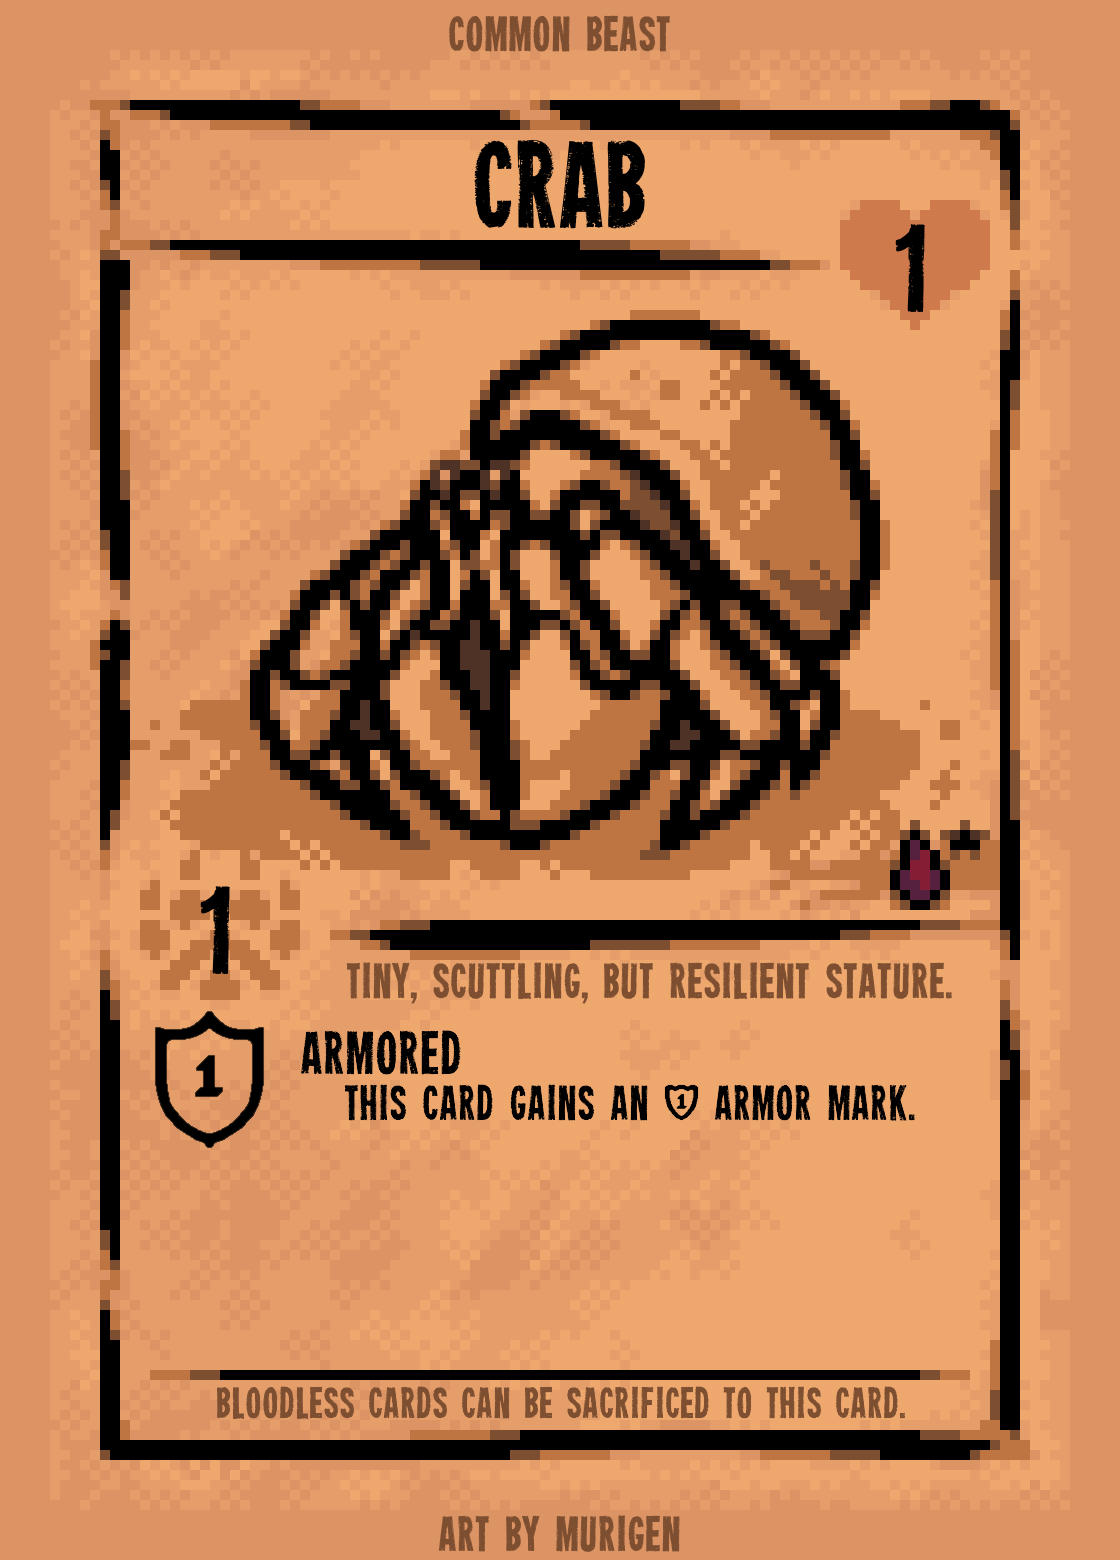 COMMON BEAST
CRAB
1
1
TINY, SCUTTLING, BUT RESILIENT STATURE.
1
ARMORED
THIS CARD GAINS AN 1 ARMOR MARK.
BLOODLESS CARDS CAN BE SACRIFICED TO THIS CARD.
ART BY MURIGEN